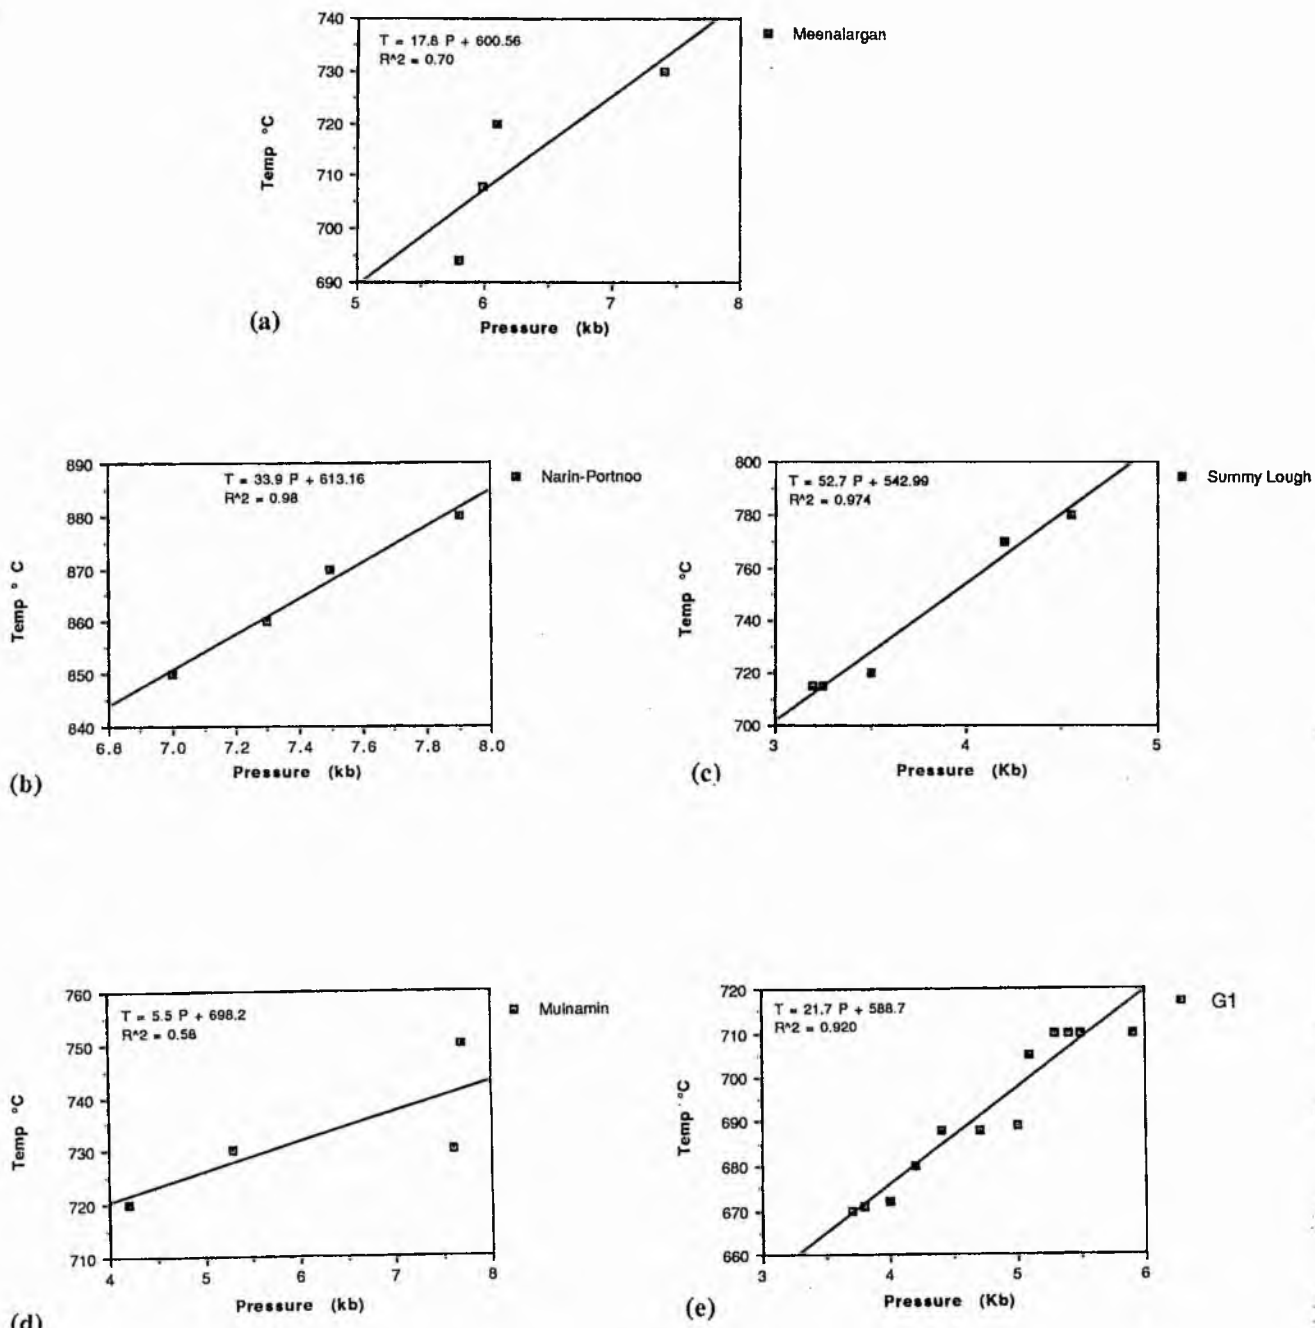 740
T = 17.8 P + 600.56
R^2 = 0.70
Meenalargan
730
720
710
700
690
Temp °C
5
6
7
8
Pressure (kb)
(a)
890
T = 33.9 P + 613.16
R^2 = 0.98
Narin-Portnoo
880
870
860
850
840
Temp ° C
6.8
7.0
7.2
7.4
7.6
7.8
8.0
Pressure (kb)
(b)
800
T = 52.7 P + 542.99
R^2 = 0.974
Summy Lough
780
760
740
720
700
Temp °C
3
4
5
Pressure (Kb)
(c)
760
T = 5.5 P + 698.2
R^2 = 0.58
Mulnamin
750
740
730
720
710
Temp °C
4
5
6
7
8
Pressure (kb)
(d)
720
T = 21.7 P + 588.7
R^2 = 0.920
G1
710
700
690
680
670
660
Temp °C
3
4
5
6
Pressure (Kb)
(e)